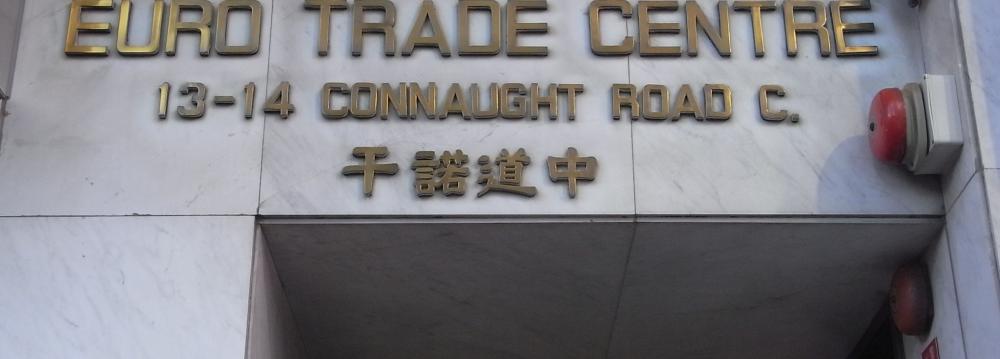 EURO TRADE CENTRE
13-14 CONNAUGHT ROAD C.
干諾道中